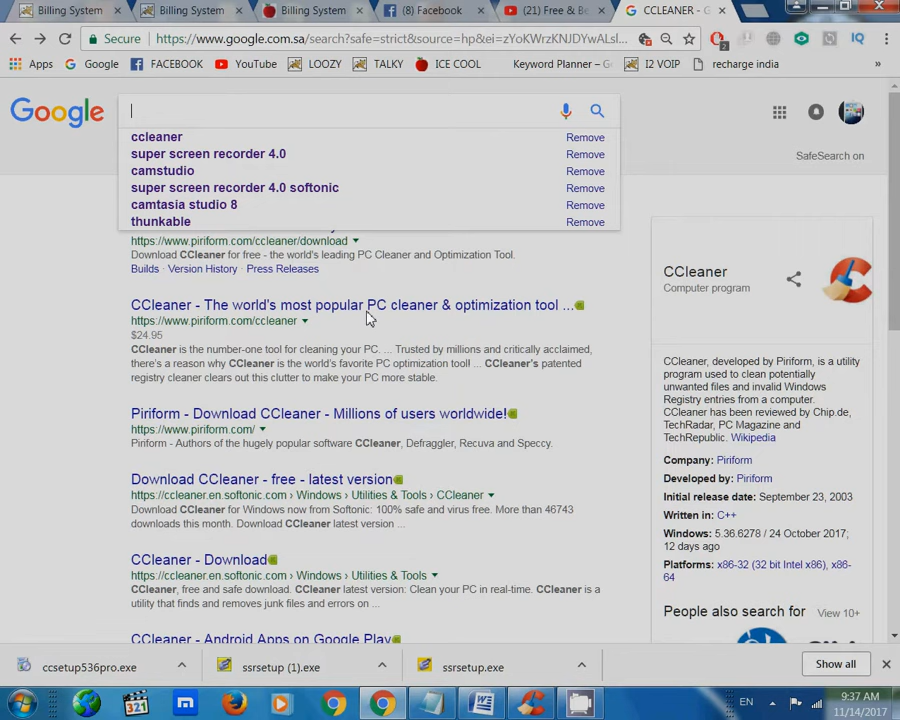 Billing System
Billing System
Billing System
(8) Facebook
(21) Free & Be
CCLEANER - G
Secure
https://www.google.com.sa/search?safe=strict&source=hp&ei=zYoKWrzKNJDYwALsl...
Apps
Google
FACEBOOK
YouTube
LOOZY
TALKY
ICE COOL
Keyword Planner – Go
I2 VOIP
recharge india
»
Google
ccleaner
Remove
super screen recorder 4.0
Remove
camstudio
Remove
super screen recorder 4.0 softonic
Remove
camtasia studio 8
Remove
thunkable
Remove
SafeSearch on
https://www.piriform.com/ccleaner/download
Download CCleaner for free - the world's leading PC Cleaner and Optimization Tool.
Builds · Version History · Press Releases
CCleaner - The world's most popular PC cleaner & optimization tool ...
https://www.piriform.com/ccleaner
$24.95
CCleaner is the number-one tool for cleaning your PC. ... Trusted by millions and critically acclaimed,
there's a reason why CCleaner is the world's favorite PC optimization tool! ... CCleaner's patented
registry cleaner clears out this clutter to make your PC more stable.
Piriform - Download CCleaner - Millions of users worldwide!
https://www.piriform.com/
Piriform - Authors of the hugely popular software CCleaner, Defraggler, Recuva and Speccy.
Download CCleaner - free - latest version
https://ccleaner.en.softonic.com › Windows › Utilities & Tools › CCleaner
Download CCleaner for Windows now from Softonic: 100% safe and virus free. More than 46743
downloads this month. Download CCleaner latest version ...
CCleaner - Download
https://ccleaner.en.softonic.com › Windows › Utilities & Tools
CCleaner, free and safe download. CCleaner latest version: Clean your PC in real-time. CCleaner is a
utility that finds and removes junk files and errors on ...
CCleaner - Android Apps on Google Play
CCleaner
Computer program
CCleaner, developed by Piriform, is a utility
program used to clean potentially
unwanted files and invalid Windows
Registry entries from a computer.
CCleaner has been reviewed by Chip.de,
TechRadar, PC Magazine and
TechRepublic. Wikipedia
Company: Piriform
Developed by: Piriform
Initial release date: September 23, 2003
Written in: C++
Windows: 5.36.6278 / 24 October 2017;
12 days ago
Platforms: x86-32 (32 bit Intel x86), x86-
64
People also search for
View 10+
ccsetup536pro.exe
ssrsetup (1).exe
ssrsetup.exe
Show all
321
EN
9:37 AM
11/14/2017